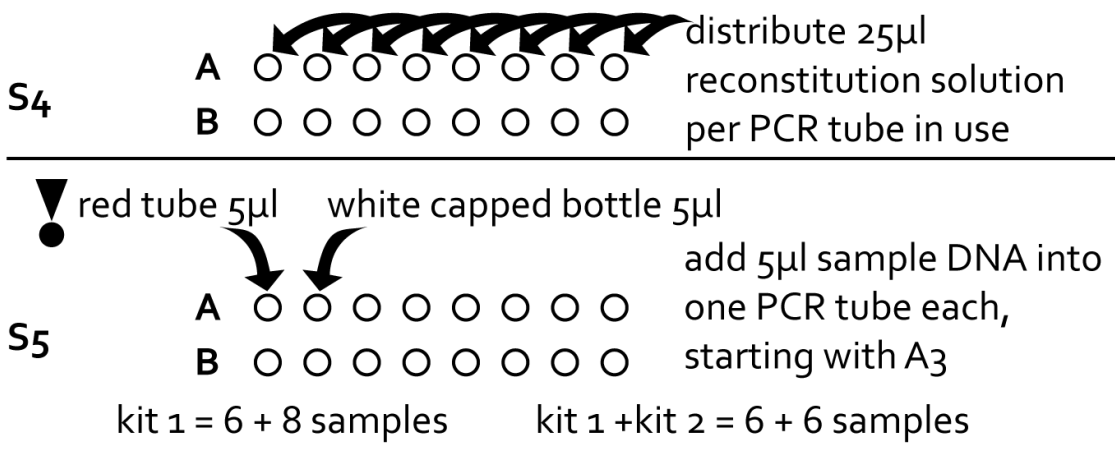 S4
A
B
distribute 25µl
reconstitution solution
per PCR tube in use
red tube 5µl
white capped bottle 5µl
S5
A
B
add 5µl sample DNA into
one PCR tube each,
starting with A3
kit 1 = 6 + 8 samples
kit 1 +kit 2 = 6 + 6 samples